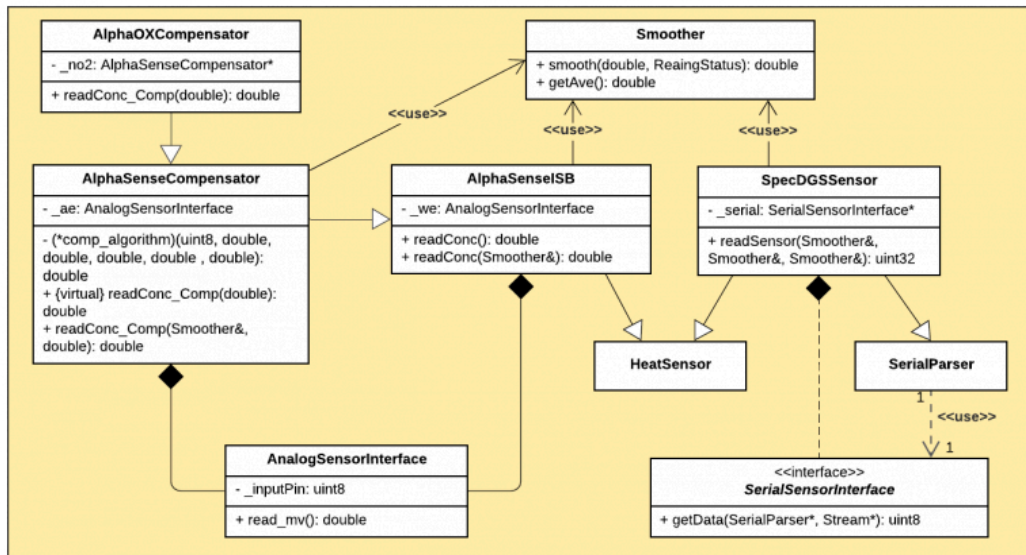 AlphaOXCompensator
- _no2: AlphaSenseCompensator*
+ readConc_Comp(double): double
Smoother
+ smooth(double, ReaingStatus): double
+ getAve(): double
<<use>>
<<use>>
<<use>>
AlphaSenseCompensator
- _ae: AnalogSensorInterface
- (*comp_algorithm)(uint8, double,
double, double, double , double):
double
+ {virtual} readConc_Comp(double):
double
+ readConc_Comp(Smoother&,
double): double
AlphaSenseISB
- _we: AnalogSensorInterface
+ readConc(): double
+ readConc(Smoother&): double
SpecDGSSensor
- _serial: SerialSensorInterface*
+ readSensor(Smoother&,
Smoother&, Smoother&): uint32
HeatSensor
SerialParser
1
<<use>>
1
AnalogSensorInterface
- _inputPin: uint8
+ read_mv(): double
<<interface>>
SerialSensorInterface
+ getData(SerialParser*, Stream*): uint8